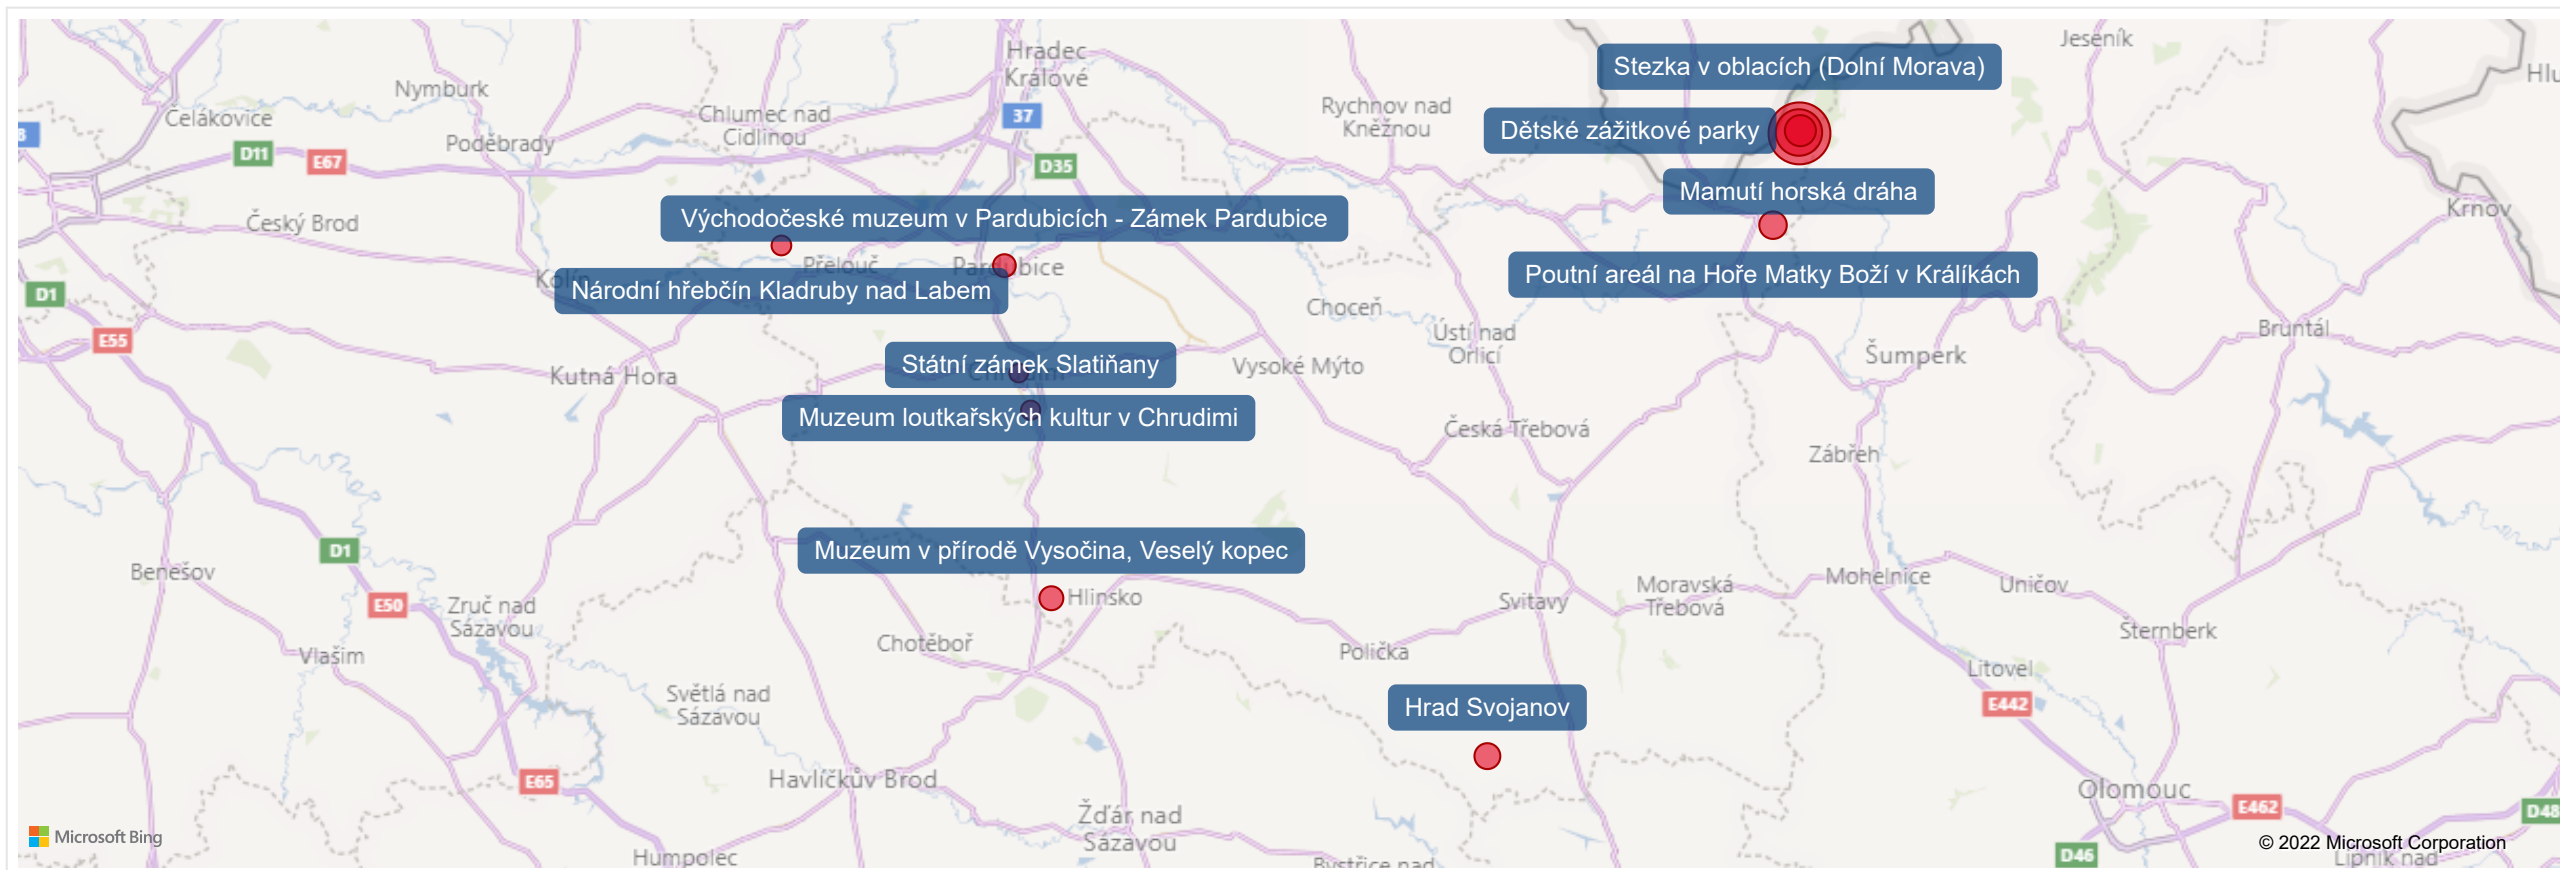 Hradec
Králové
Jeseník
Stezka v oblacích (Dolní Morava)
Nymburk
Čelákovice
Chlumec nad
Cidlinou
37
Rychnov nad
Kněžnou
Dětské zážitkové parky
Poděbrady
D11
E67
D35
Mamutí horská dráha
Krnov
Český Brod
Východočeské muzeum v Pardubicích - Zámek Pardubice
Přelouč
Poutní areál na Hoře Matky Boží v Králíkách
Národní hřebčín Kladruby nad Labem
D1
Choceň
E55
Ústí nad
Orlicí
Bruntál
Šumperk
Státní zámek Slatiňany
Vysoké Mýto
Kutná Hora
Muzeum loutkařských kultur v Chrudimi
Česká Třebová
Zábřeh
Muzeum v přírodě Vysočina, Veselý kopec
D1
Benešov
Mohelnice
Uničov
Moravská
Třebová
E50
Zruč nad
Sázavou
Hlinsko
Svitavy
Šternberk
Chotěboř
Polička
Vlašim
Litovel
Světlá nad
Sázavou
E442
Hrad Svojanov
E65
Havlíčkův Brod
Olomouc
E462
D48
Žďár nad
Sázavou
Microsoft Bing
© 2022 Microsoft Corporation
Humpolec
Bystřice nad
D46
Lipník nad